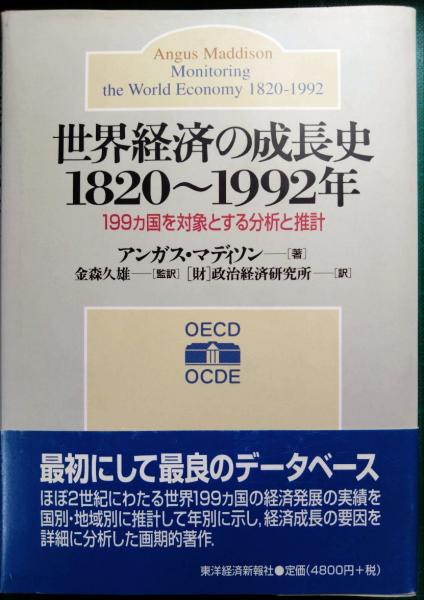 Angus Maddison
Monitoring
the World Economy 1820-1992
世界経済の成長史
1820〜1992年
199ヵ国を対象とする分析と推計
アンガス・マディソン―[著]
金森久雄―[監訳] [財]政治経済研究所―[訳]
OECD
OCDE
最初にして最良のデータベース
ほぼ2世紀にわたる世界199ヵ国の経済発展の実績を
国別・地域別に推計して年別に示し,経済成長の要因を
詳細に分析した画期的著作.
東洋経済新報社●定価(4800円+税)